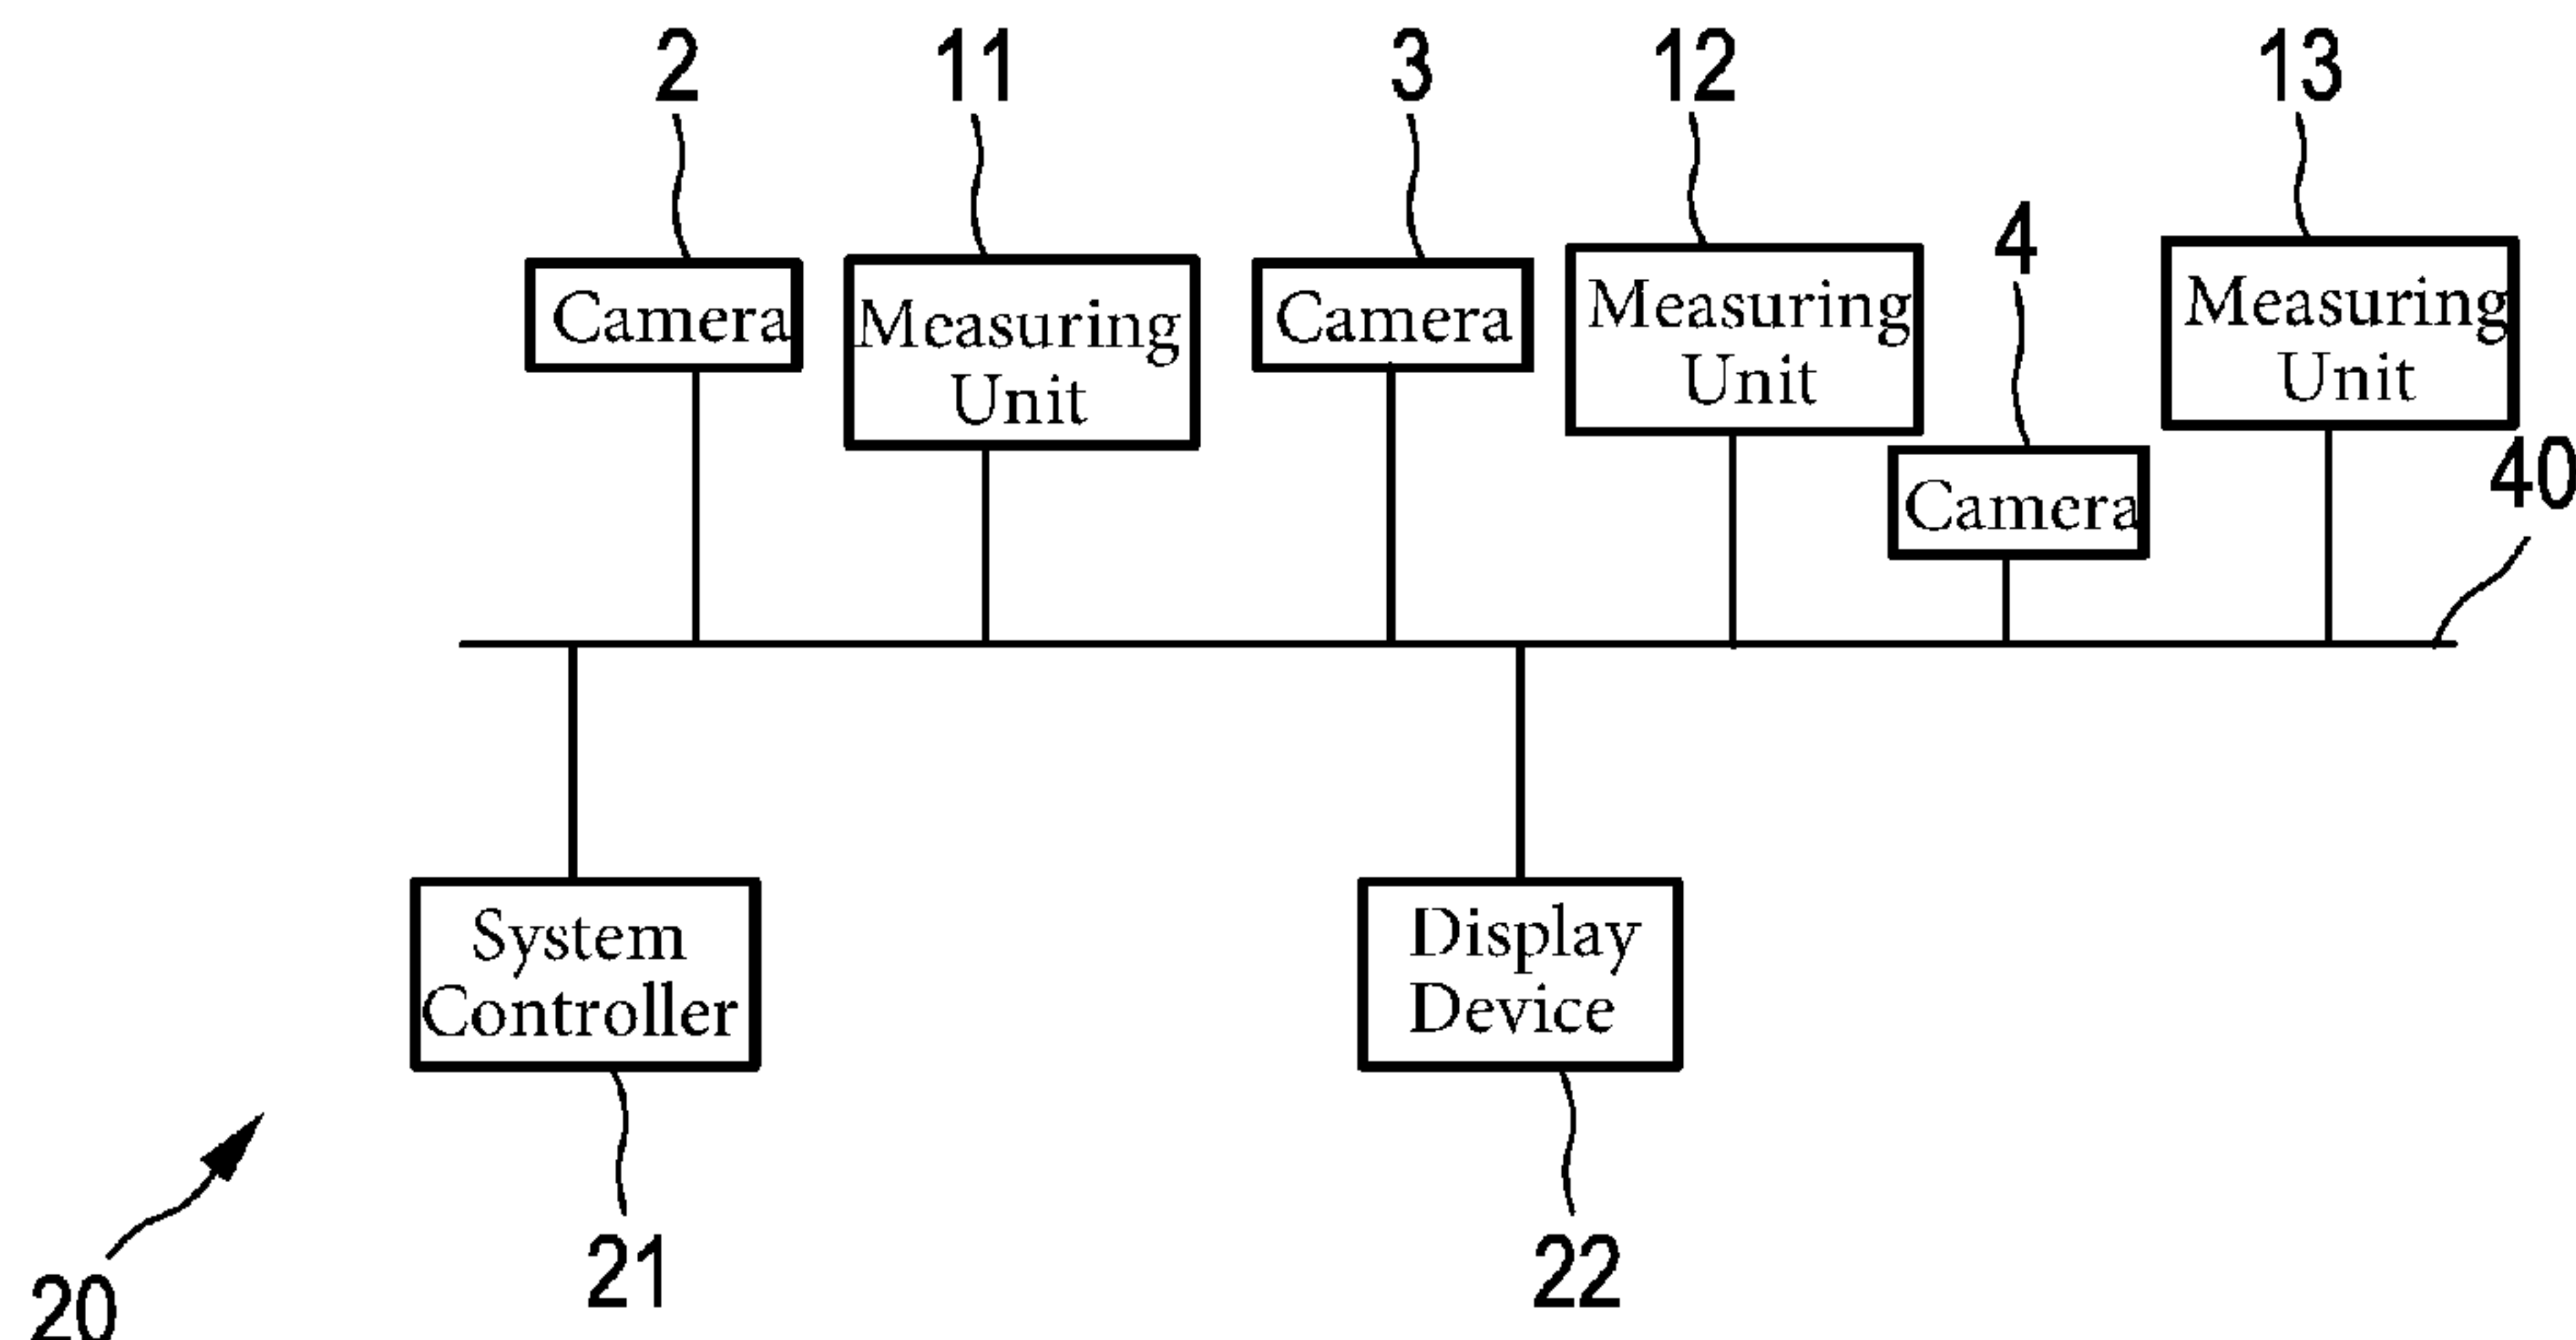 2
11
3
12
13
4
Camera
Measuring
Unit
Camera
Measuring
Unit
Measuring
Unit
40
Camera
System
Controller
Display
Device
21
22
20